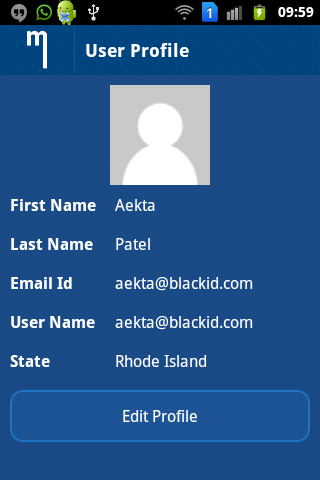 1
09:59
User Profile
First Name Aekta
Last Name Patel
Email Id aekta@blackid.com
User Name aekta@blackid.com
State Rhode Island
Edit Profile